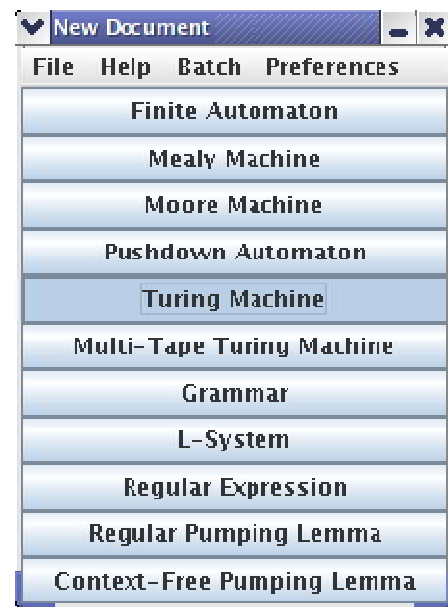 New Document
File Help Batch Preferences
Finite Automaton
Mealy Machine
Moore Machine
Pushdown Automaton
Turing Machine
Multi-Tape Turing Machine
Grammar
L-System
Regular Expression
Regular Pumping Lemma
Context-Free Pumping Lemma